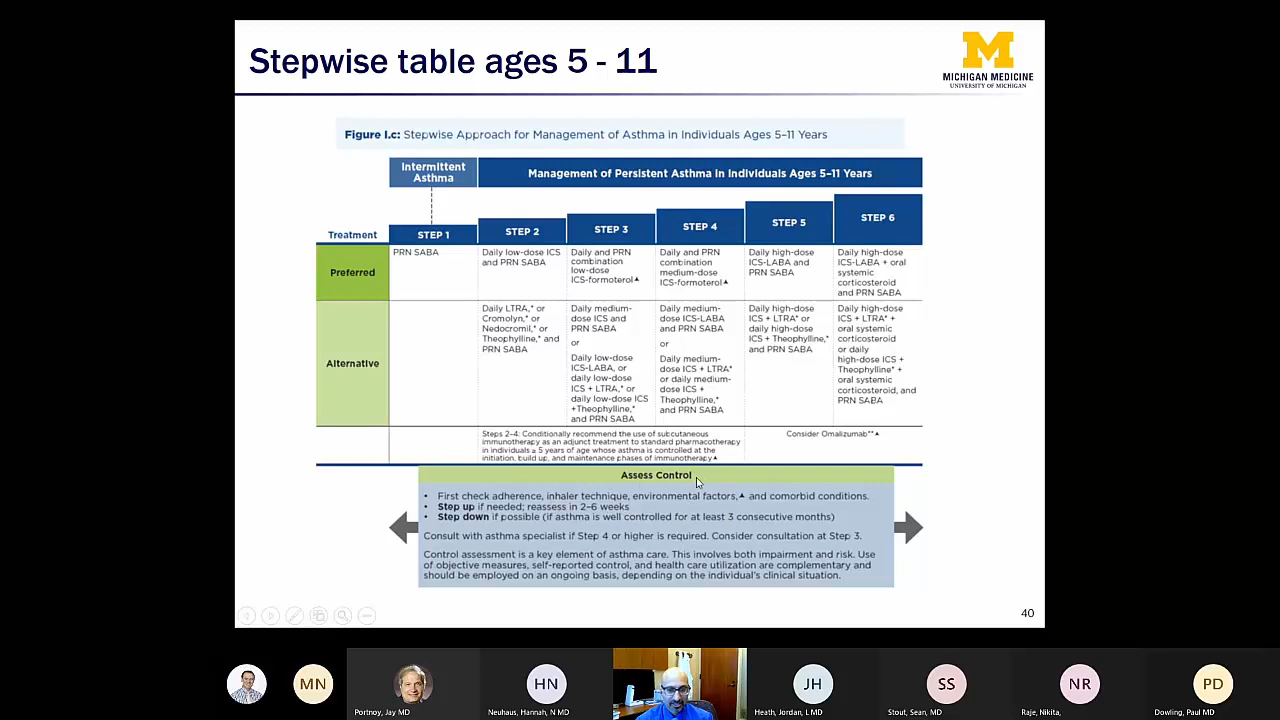 Stepwise table ages 5 - 11
M
MICHIGAN MEDICINE
UNIVERSITY OF MICHIGAN
Figure I.c: Stepwise Approach for Management of Asthma in Individuals Ages 5–11 Years
Intermittent
Asthma
Management of Persistent Asthma in Individuals Ages 5–11 Years
Treatment
STEP 1
STEP 2
STEP 3
STEP 4
STEP 5
STEP 6
Preferred
PRN SABA
Daily low-dose ICS
and PRN SABA
Daily and PRN
combination
low-dose
ICS-formoterol▲
Daily and PRN
combination
medium-dose
ICS-formoterol▲
Daily high-dose
ICS-LABA and
PRN SABA
Daily high-dose
ICS-LABA + oral
systemic
corticosteroid
and PRN SABA
Alternative
Daily LTRA,* or
Cromolyn,* or
Nedocromil,* or
Theophylline,* and
PRN SABA
Daily medium-
dose ICS and
PRN SABA
or
Daily low-dose
ICS-LABA, or
daily low-dose
ICS + LTRA,* or
daily low-dose ICS
+Theophylline,*
and PRN SABA
Daily medium-
dose ICS-LABA
and PRN SABA
or
Daily medium-
dose ICS + LTRA*
or daily medium-
dose ICS +
Theophylline,*
and PRN SABA
Daily high-dose
ICS + LTRA* or
daily high-dose
ICS + Theophylline,*
and PRN SABA
Daily high-dose
ICS + LTRA* +
oral systemic
corticosteroid
or daily
high-dose ICS +
Theophylline* +
oral systemic
corticosteroid, and
PRN SABA
Steps 2–4: Conditionally recommend the use of subcutaneous
immunotherapy as an adjunct treatment to standard pharmacotherapy
in individuals ≥ 5 years of age whose asthma is controlled at the
initiation, build up, and maintenance phases of immunotherapy▲
Consider Omalizumab**▲
Assess Control
• First check adherence, inhaler technique, environmental factors,▲ and comorbid conditions.
• Step up if needed; reassess in 2–6 weeks
• Step down if possible (if asthma is well controlled for at least 3 consecutive months)
Consult with asthma specialist if Step 4 or higher is required. Consider consultation at Step 3.
Control assessment is a key element of asthma care. This involves both impairment and risk. Use
of objective measures, self-reported control, and health care utilization are complementary and
should be employed on an ongoing basis, depending on the individual's clinical situation.
40
MN
HN
JH
SS
NR
PD
Portnoy, Jay MD
Neuhaus, Hannah, N MD
Heath, Jordan, L MD
Stout, Sean, MD
Raje, Nikita,
Dowling, Paul MD